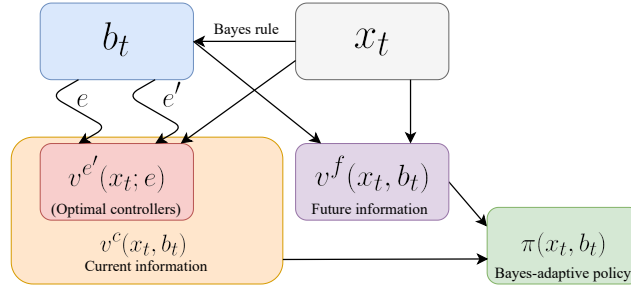 b_t
Bayes rule
x_t
e
e'
v^{e'}(x_t; e)
(Optimal controllers)
v^f(x_t, b_t)
Future information
v^c(x_t, b_t)
Current information
π(x_t, b_t)
Bayes-adaptive policy